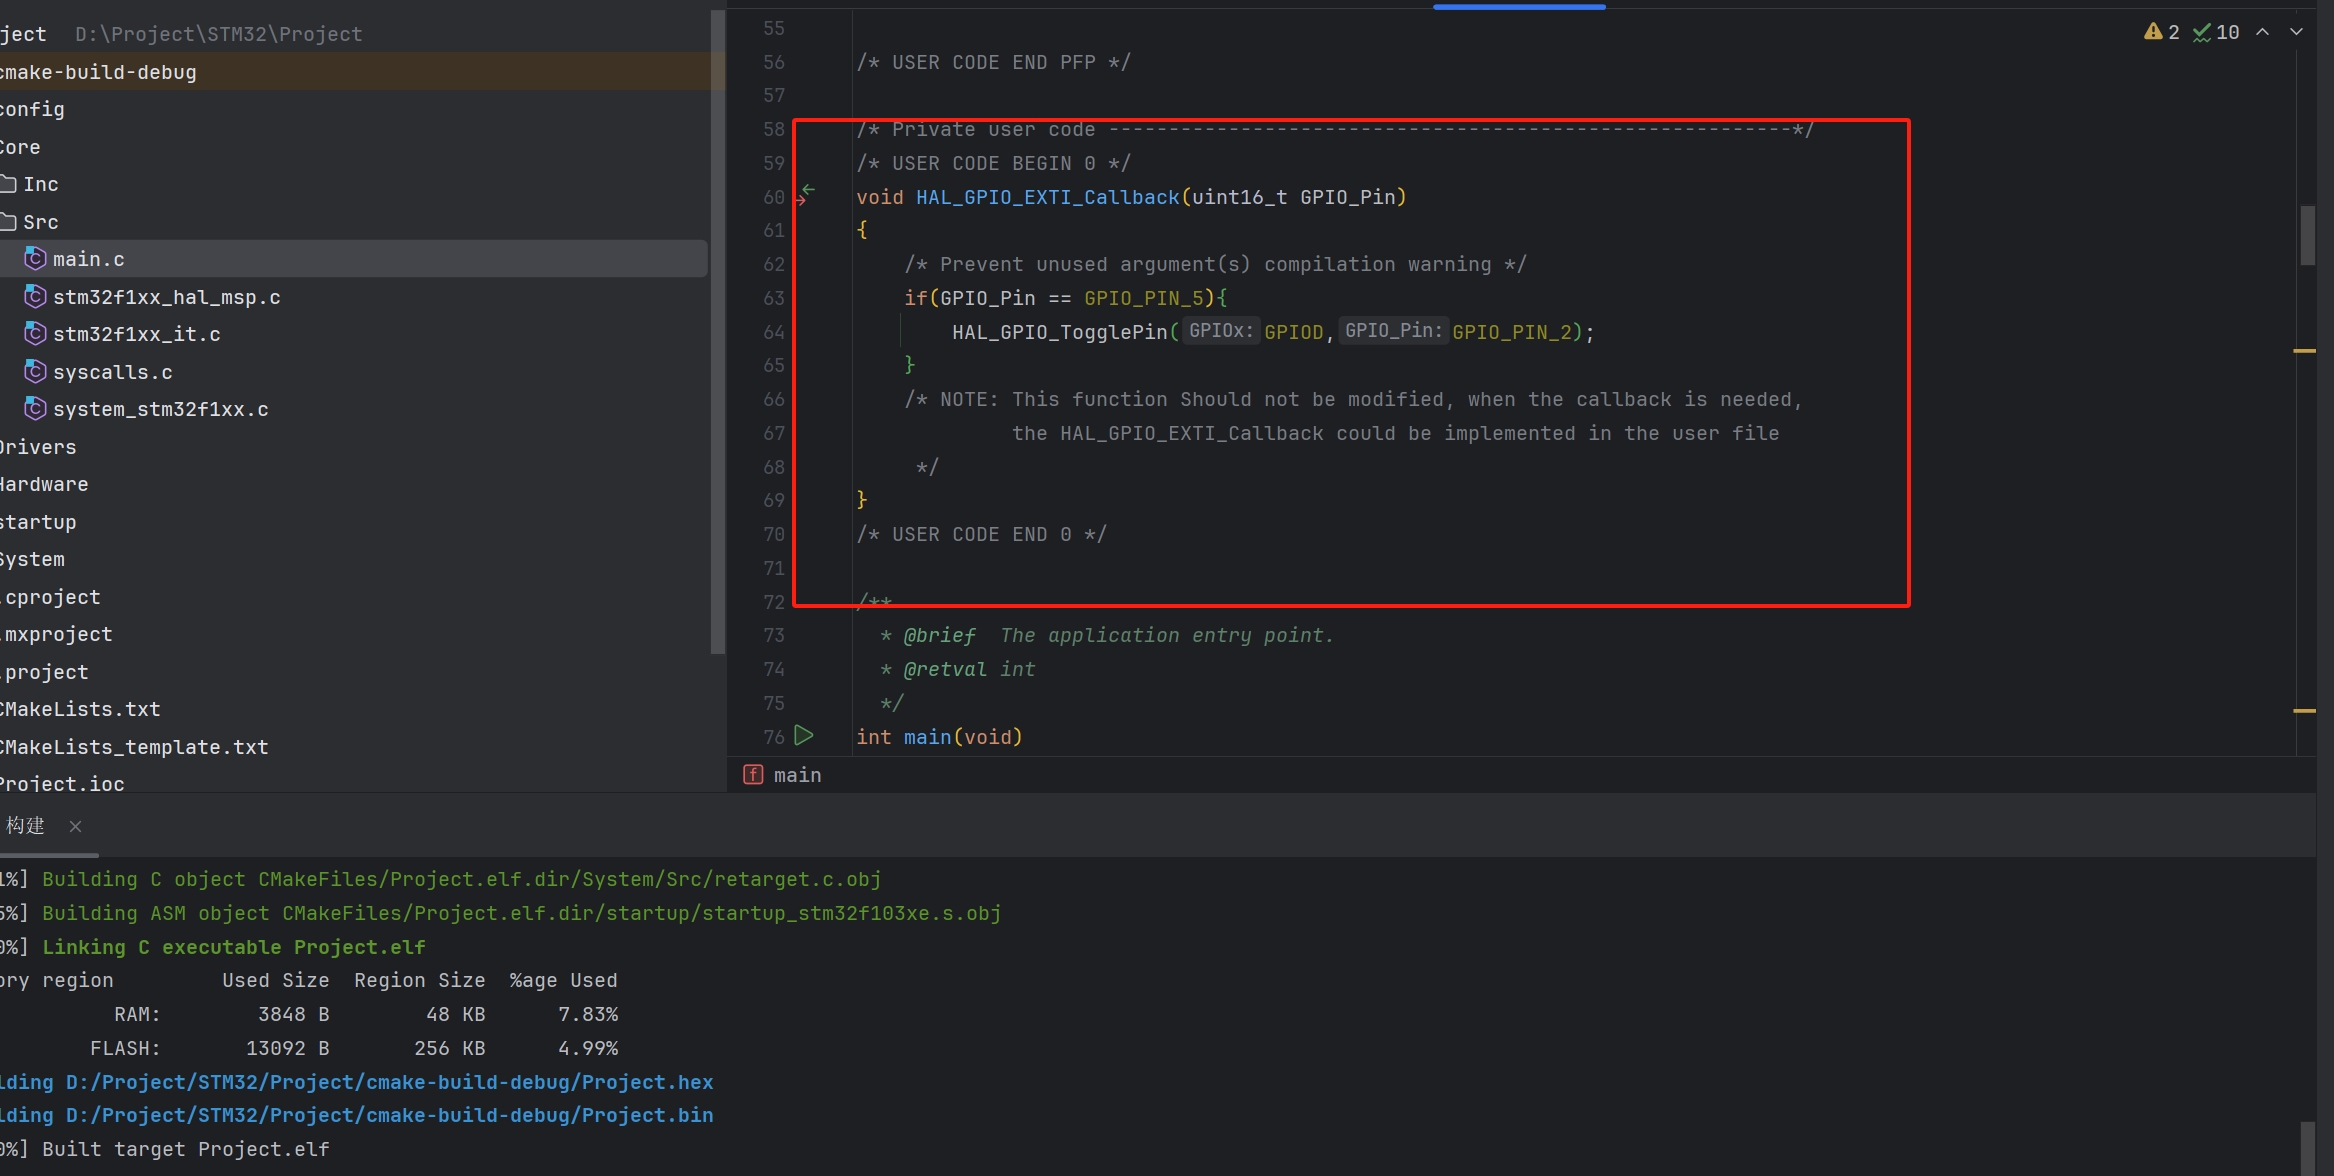 ject D:\Project\STM32\Project
cmake-build-debug
config
Core
Inc
Src
main.c
stm32f1xx_hal_msp.c
stm32f1xx_it.c
syscalls.c
system_stm32f1xx.c
Drivers
Hardware
startup
System
.cproject
.mxproject
.project
CMakeLists.txt
CMakeLists_template.txt
Project.ioc
2 10
55
56 /* USER CODE END PFP */
57
58 /* Private user code ---------------------------------------------------------*/
59 /* USER CODE BEGIN 0 */
60 void HAL_GPIO_EXTI_Callback(uint16_t GPIO_Pin)
61 {
62 /* Prevent unused argument(s) compilation warning */
63 if(GPIO_Pin == GPIO_PIN_5){
64 HAL_GPIO_TogglePin( GPIOx: GPIOD, GPIO_Pin: GPIO_PIN_2);
65 }
66 /* NOTE: This function Should not be modified, when the callback is needed,
67 the HAL_GPIO_EXTI_Callback could be implemented in the user file
68 */
69 }
70 /* USER CODE END 0 */
71
72 /**
73 * @brief The application entry point.
74 * @retval int
75 */
76 int main(void)
f main
构建 ×
1%] Building C object CMakeFiles/Project.elf.dir/System/Src/retarget.c.obj
5%] Building ASM object CMakeFiles/Project.elf.dir/startup/startup_stm32f103xe.s.obj
0%] Linking C executable Project.elf
ory region Used Size Region Size %age Used
RAM: 3848 B 48 KB 7.83%
FLASH: 13092 B 256 KB 4.99%
lding D:/Project/STM32/Project/cmake-build-debug/Project.hex
lding D:/Project/STM32/Project/cmake-build-debug/Project.bin
0%] Built target Project.elf